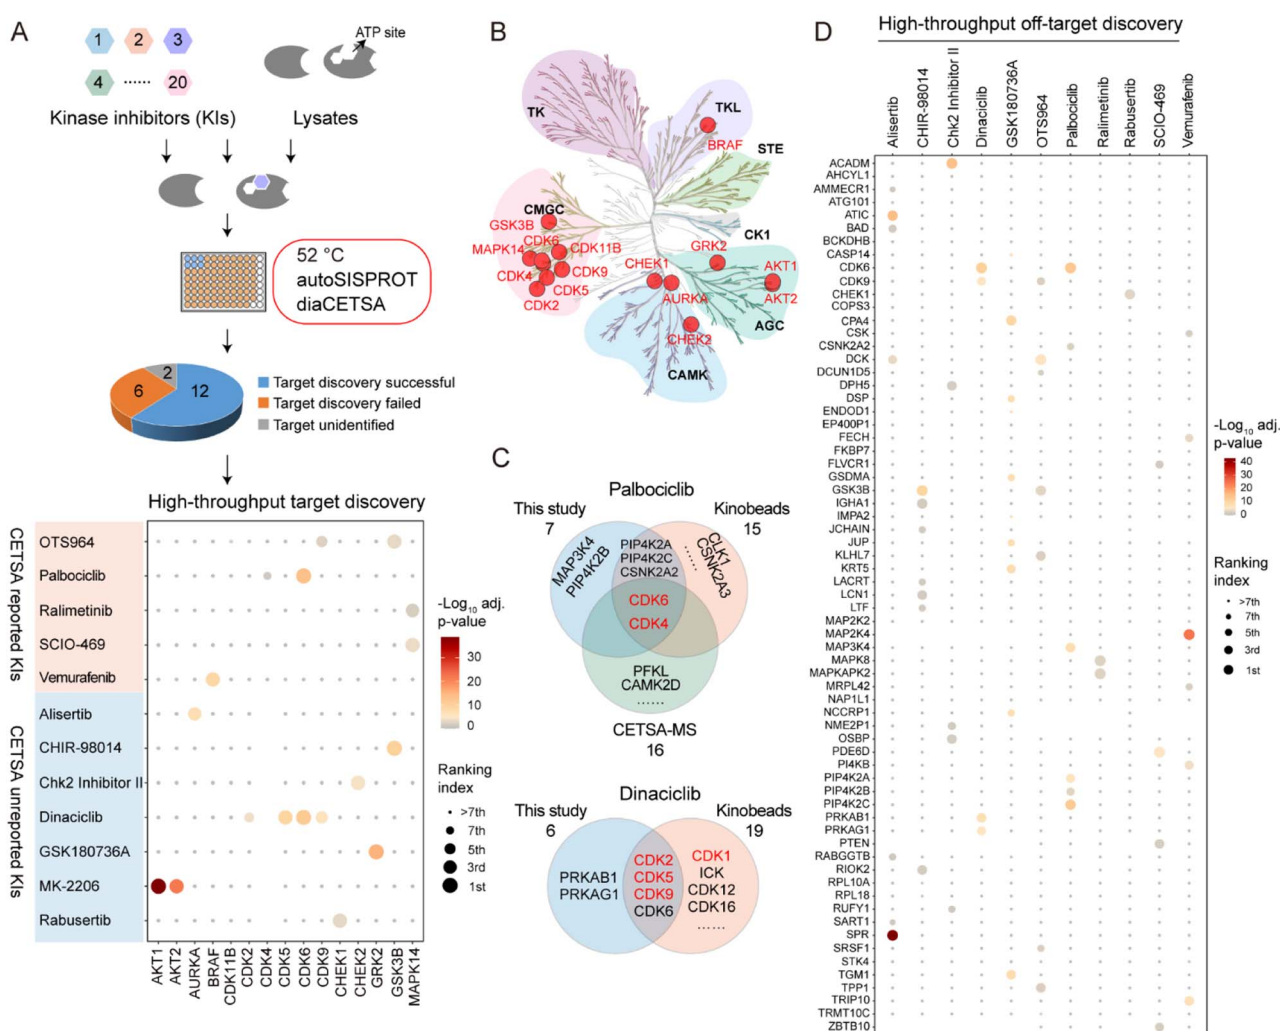 A
1
2
3
4
......
20
Kinase inhibitors (KIs)
ATP site
Lysates
52 °C
autoSISPROT
diaCETSA
2
6
12
Target discovery successful
Target discovery failed
Target unidentified
High-throughput target discovery
CETSA reported KIs
CETSA unreported KIs
OTS964
Palbociclib
Ralimetinib
SCIO-469
Vemurafenib
Alisertib
CHIR-98014
Chk2 Inhibitor II
Dinaciclib
GSK180736A
MK-2206
Rabusertib
AKT1
AKT2
AURKA
BRAF
CDK11B
CDK2
CDK4
CDK5
CDK6
CDK9
CHEK1
CHEK2
GRK2
GSK3B
MAPK14
-Log10 adj.
p-value
30
20
10
0
Ranking
index
>7th
7th
5th
3rd
1st
B
TK
TKL
BRAF
STE
CMGC
GSK3B
CDK6
MAPK14
CDK11B
CDK4
CDK9
CDK5
CDK2
CK1
GRK2
CHEK1
AKT1
AURKA
AKT2
AGC
CHEK2
CAMK
C
Palbociclib
This study
7
Kinobeads
15
MAP3K4
PIP4K2B
PIP4K2A
PIP4K2C
CSNK2A2
......
CLK1
CSNK2A3
CDK6
CDK4
PFKL
CAMK2D
......
CETSA-MS
16
Dinaciclib
This study
6
Kinobeads
19
PRKAB1
PRKAG1
CDK2
CDK5
CDK9
CDK6
CDK1
ICK
CDK12
CDK16
......
D
High-throughput off-target discovery
Alisertib
CHIR-98014
Chk2 Inhibitor II
Dinaciclib
GSK180736A
OTS964
Palbociclib
Ralimetinib
Rabusertib
SCIO-469
Vemurafenib
ACADM
AHCYL1
AMMECR1
ATG101
ATIC
BAD
BCKDHB
CASP14
CDK6
CDK9
CHEK1
COPS3
CPA4
CSK
CSNK2A2
DCK
DCUN1D5
DPH5
DSP
ENDOD1
EP400P1
FECH
FKBP7
FLVCR1
GSDMA
GSK3B
IGHA1
IMPA2
JCHAIN
JUP
KLHL7
KRT5
LACRT
LCN1
LTF
MAP2K2
MAP2K4
MAP3K4
MAPK8
MAPKAPK2
MRPL42
NAP1L1
NCCRP1
NME2P1
OSBP
PDE6D
PI4KB
PIP4K2A
PIP4K2B
PIP4K2C
PRKAB1
PRKAG1
PTEN
RABGGTB
RIOK2
RPL10A
RPL18
RUFY1
SART1
SPR
SRSF1
STK4
TGM1
TPP1
TRIP10
TRMT10C
ZBTB10
-Log10 adj.
p-value
40
30
20
10
0
Ranking
index
>7th
7th
5th
3rd
1st